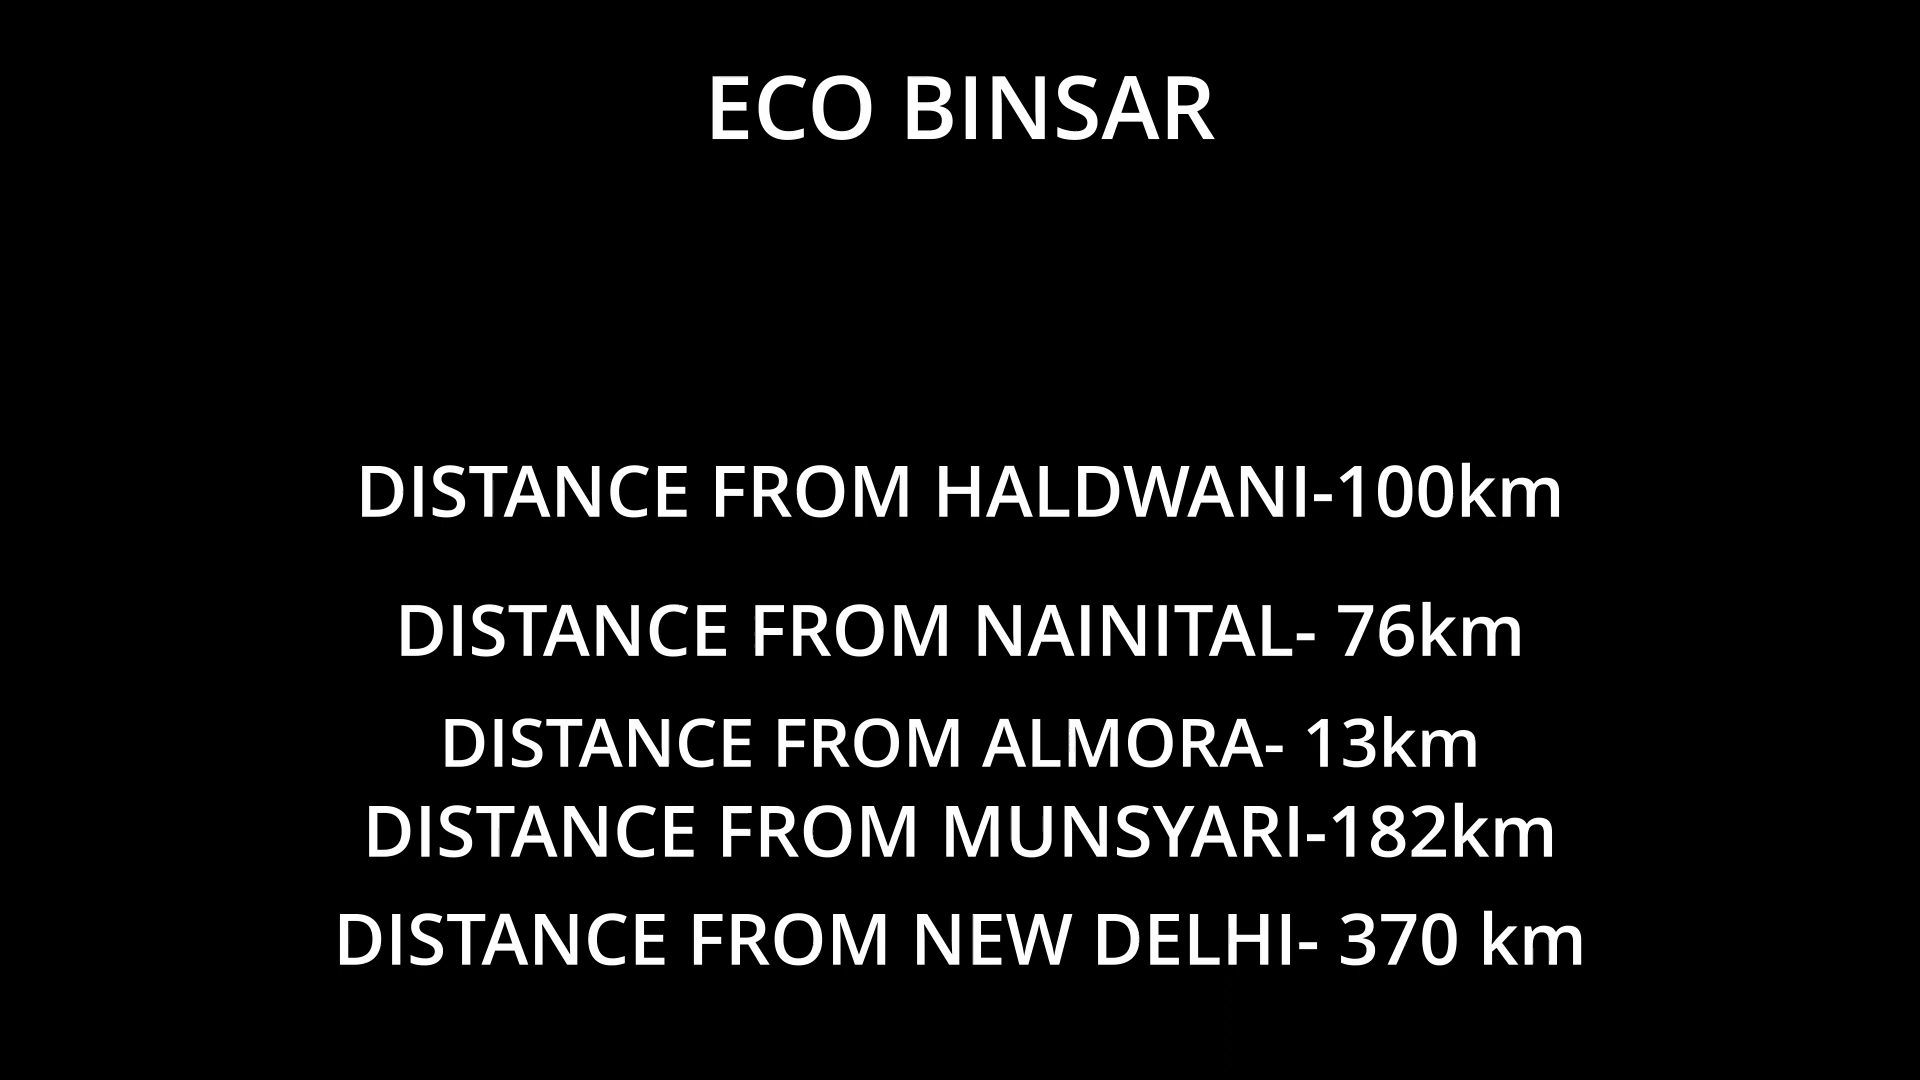 ECO BINSAR
DISTANCE FROM HALDWANI-100km
DISTANCE FROM NAINITAL- 76km
DISTANCE FROM ALMORA- 13km
DISTANCE FROM MUNSYARI-182km
DISTANCE FROM NEW DELHI- 370 km